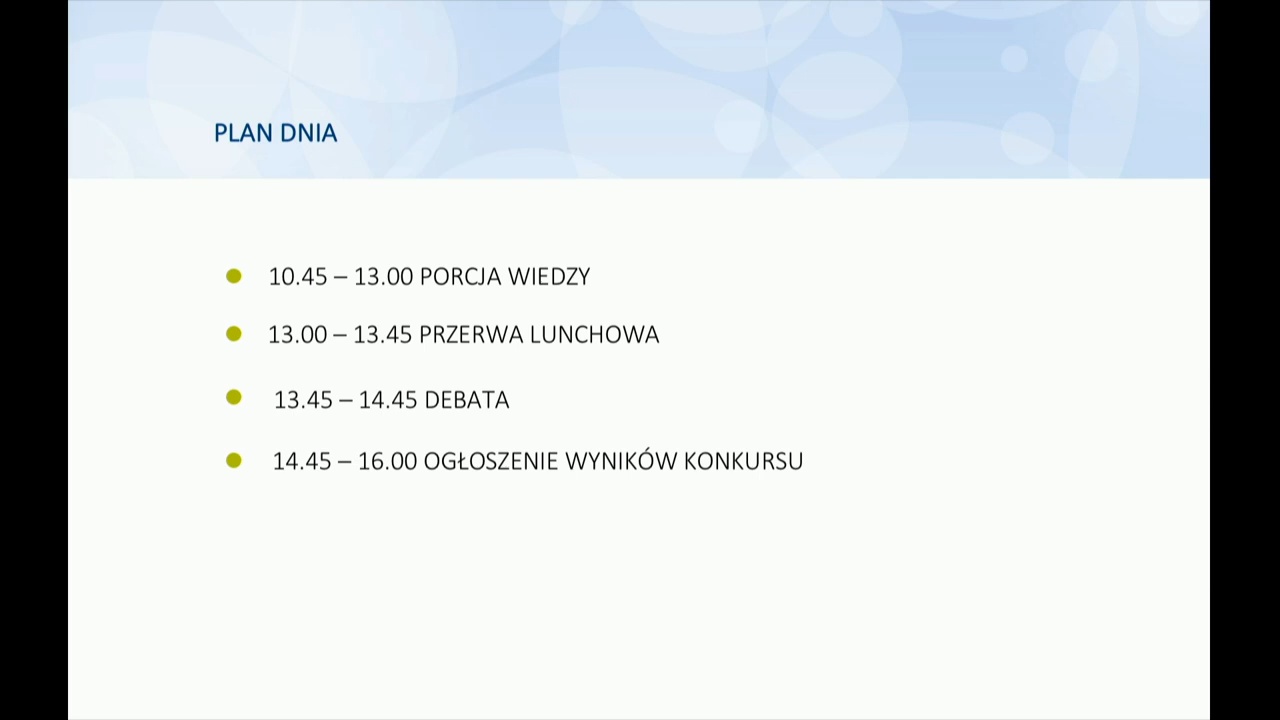 PLAN DNIA
10.45 – 13.00 PORCJA WIEDZY
13.00 – 13.45 PRZERWA LUNCHOWA
13.45 – 14.45 DEBATA
14.45 – 16.00 OGŁOSZENIE WYNIKÓW KONKURSU